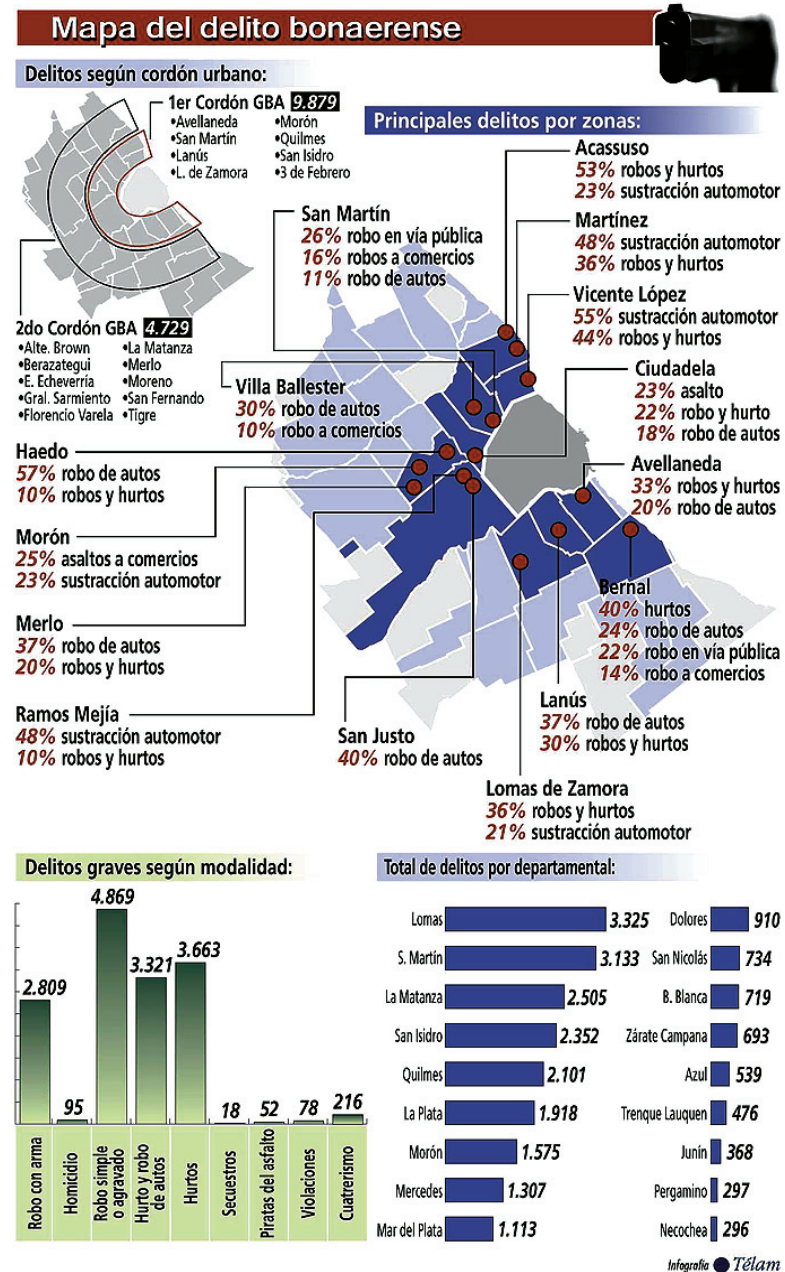 Mapa del delito bonaerense
Delitos según cordón urbano:
1er Cordón GBA 9.879
•Avellaneda
•San Martín
•Lanús
•L. de Zamora
•Morón
•Quilmes
•San Isidro
•3 de Febrero
2do Cordón GBA 4.729
•Alte. Brown
•Berazategui
•E. Echeverría
•Gral. Sarmiento
•Florencio Varela
•La Matanza
•Merlo
•Moreno
•San Fernando
•Tigre
Principales delitos por zonas:
Acassuso
53% robos y hurtos
23% sustracción automotor
Martínez
48% sustracción automotor
36% robos y hurtos
Vicente López
55% sustracción automotor
44% robos y hurtos
Ciudadela
23% asalto
22% robo y hurto
18% robo de autos
Avellaneda
33% robos y hurtos
20% robo de autos
Bernal
40% hurtos
24% robo de autos
22% robo en vía pública
14% robo a comercios
Lanús
37% robo de autos
30% robos y hurtos
Lomas de Zamora
36% robos y hurtos
21% sustracción automotor
San Justo
40% robo de autos
San Martín
26% robo en vía pública
16% robos a comercios
11% robo de autos
Villa Ballester
30% robo de autos
10% robo a comercios
Haedo
57% robo de autos
10% robos y hurtos
Morón
25% asaltos a comercios
23% sustracción automotor
Merlo
37% robo de autos
20% robos y hurtos
Ramos Mejía
48% sustracción automotor
10% robos y hurtos
Delitos graves según modalidad:
2.809
95
4.869
3.321
3.663
18
52
78
216
Robo con arma
Homicidio
Robo simple
o agravado
Hurto y robo
de autos
Hurtos
Secuestros
Piratas del asfalto
Violaciones
Cuatrerismo
Total de delitos por departamental:
Lomas 3.325
S. Martín 3.133
La Matanza 2.505
San Isidro 2.352
Quilmes 2.101
La Plata 1.918
Morón 1.575
Mercedes 1.307
Mar del Plata 1.113
Dolores 910
San Nicolás 734
B. Blanca 719
Zárate Campana 693
Azul 539
Trenque Lauquen 476
Junín 368
Pergamino 297
Necochea 296
Infografía Télam